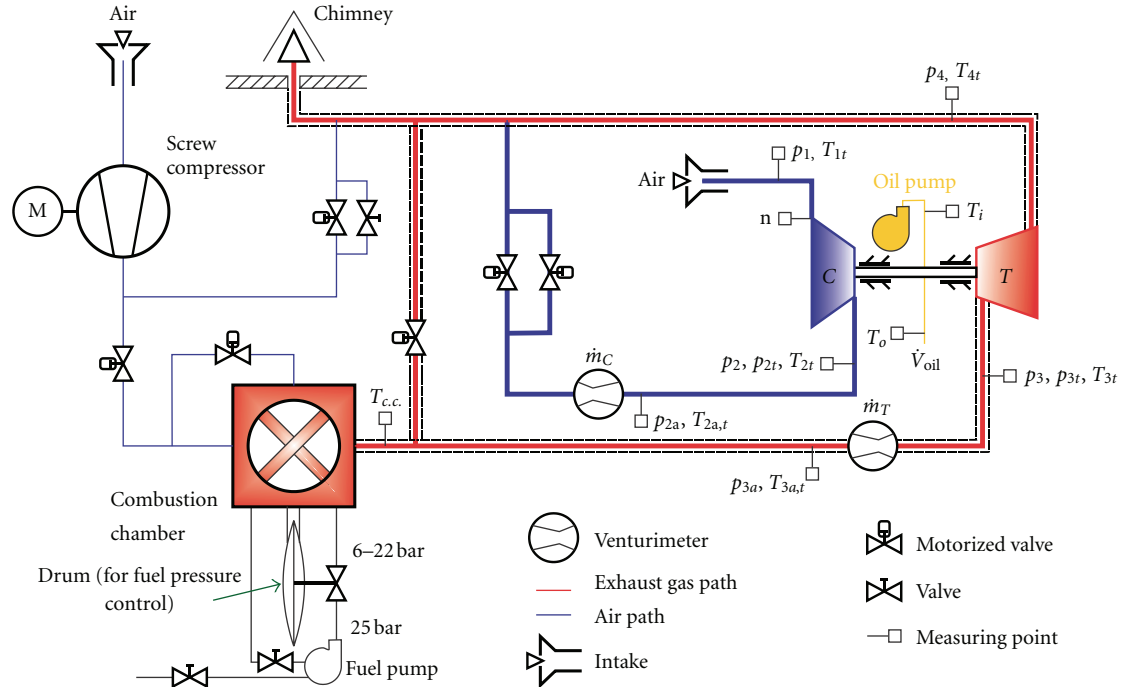 Air
Chimney
p4, T4t
Screw
compressor
M
Air
p1, T1t
Oil pump
n
Ti
C
T
To
V̇oil
ṁC
p2, p2t, T2t
p3, p3t, T3t
Tc.c.
p2a, T2a,t
ṁT
p3a, T3a,t
Combustion
chamber
6–22 bar
Drum (for fuel pressure
control)
25 bar
Fuel pump
Venturimeter
Exhaust gas path
Air path
Intake
Motorized valve
Valve
Measuring point